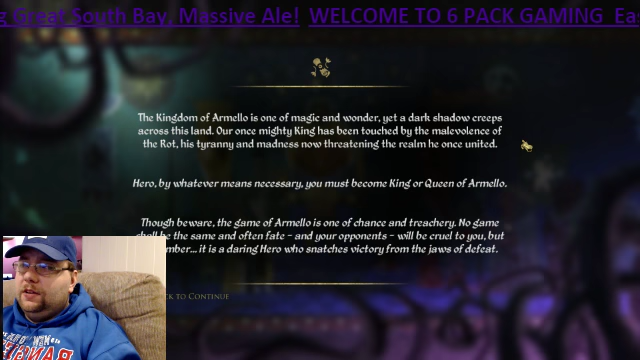 Great South Bay, Massive Ale! WELCOME TO 6 PACK GAMING
The Kingdom of Armello is one of magic and wonder, yet a dark shadow creeps
across this land. Our once mighty King has been touched by the malevolence of
the Rot, his tyranny and madness now threatening the realm he once united.
Hero, by whatever means necessary, you must become King or Queen of Armello.
Though beware, the game of Armello is one of chance and treachery. No game
be the same and often fate - and your opponents - will be cruel to you, but
it is a daring Hero who snatches victory from the jaws of defeat.
to Continue